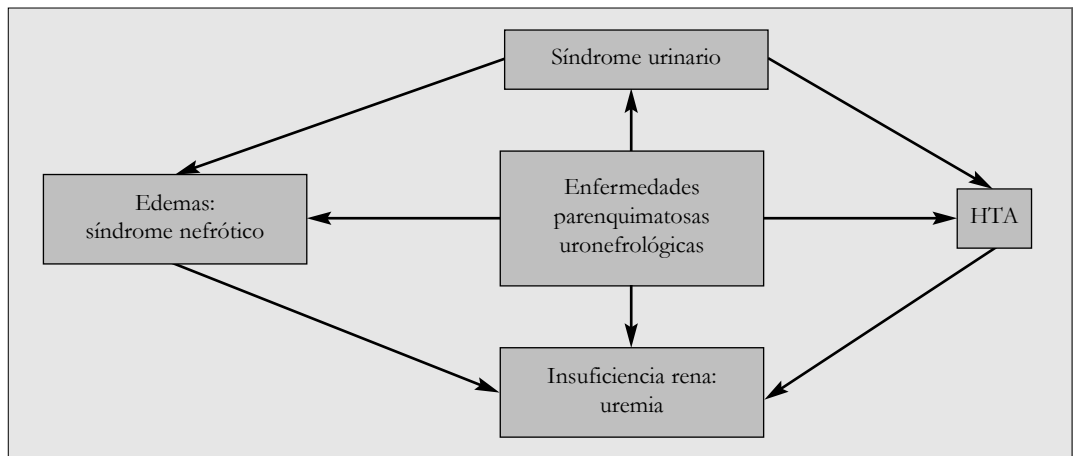 Síndrome urinario
Edemas:
síndrome nefrótico
Enfermedades
parenquimatosas
uronefrológicas
HTA
Insuficiencia rena:
uremia